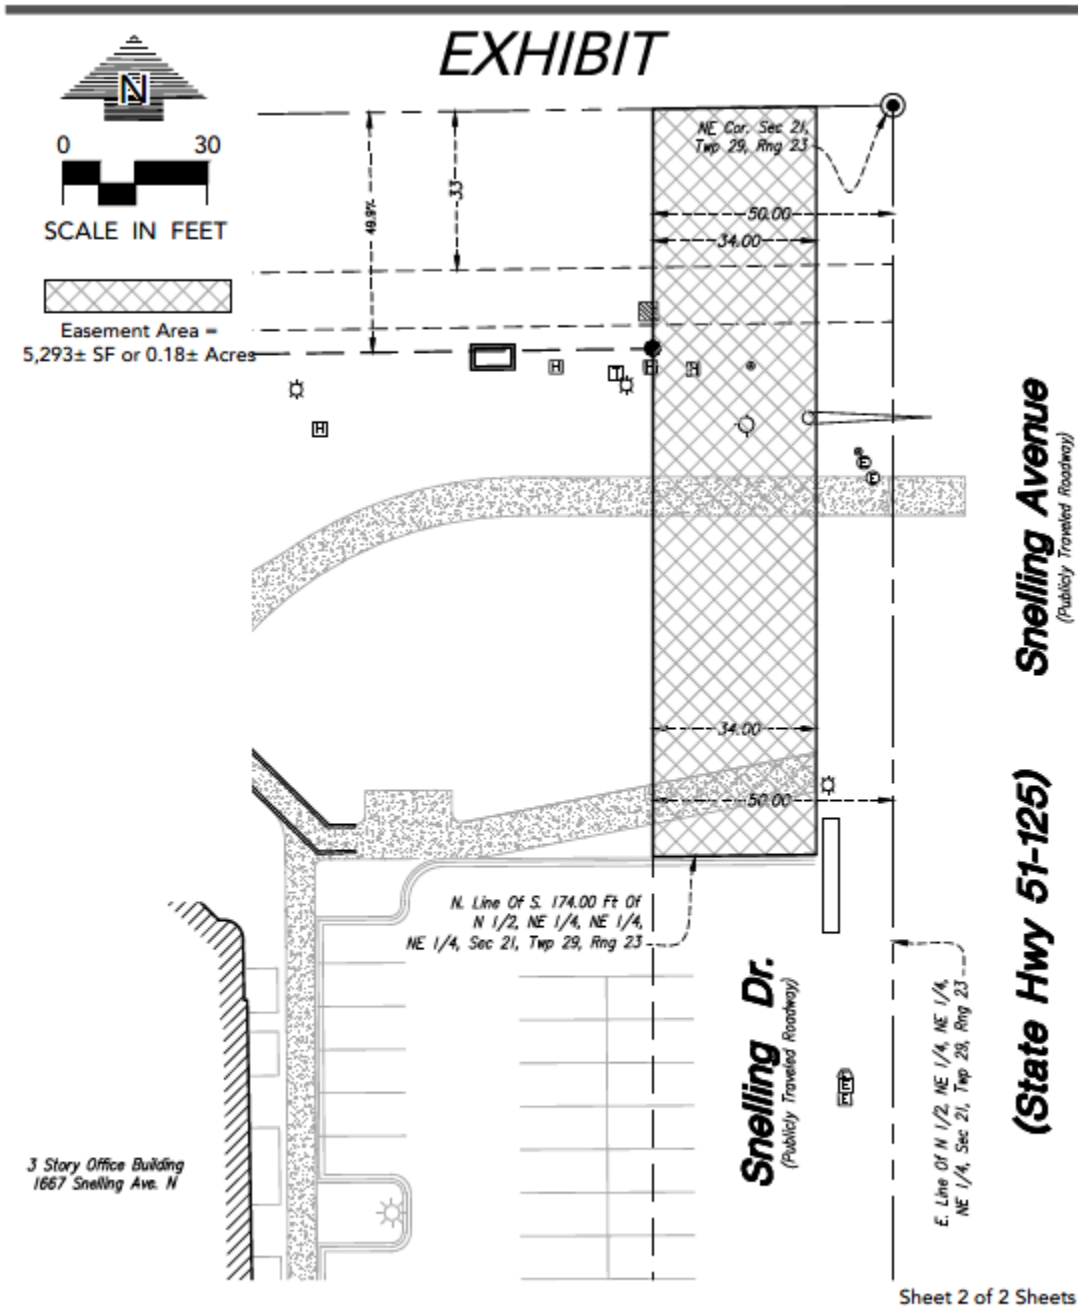 EXHIBIT
N
0 30
SCALE IN FEET
Easement Area =
5,293± SF or 0.18± Acres
NE Cor. Sec 21,
Twp 29, Rng 23
33
50.00
34.00
H
T
H
H
E
E
34.00
50.00
N. Line Of S. 174.00 Ft Of
N 1/2, NE 1/4, NE 1/4,
NE 1/4, Sec 21, Twp 29, Rng 23
Snelling Avenue
(Publicly Traveled Roadway)
(State Hwy 51-125)
Snelling Dr.
(Publicly Traveled Roadway)
E. Line Of N 1/2, NE 1/4, NE 1/4,
NE 1/4, Sec 21, Twp 29, Rng 23
E
E
3 Story Office Building
1667 Snelling Ave. N
Sheet 2 of 2 Sheets